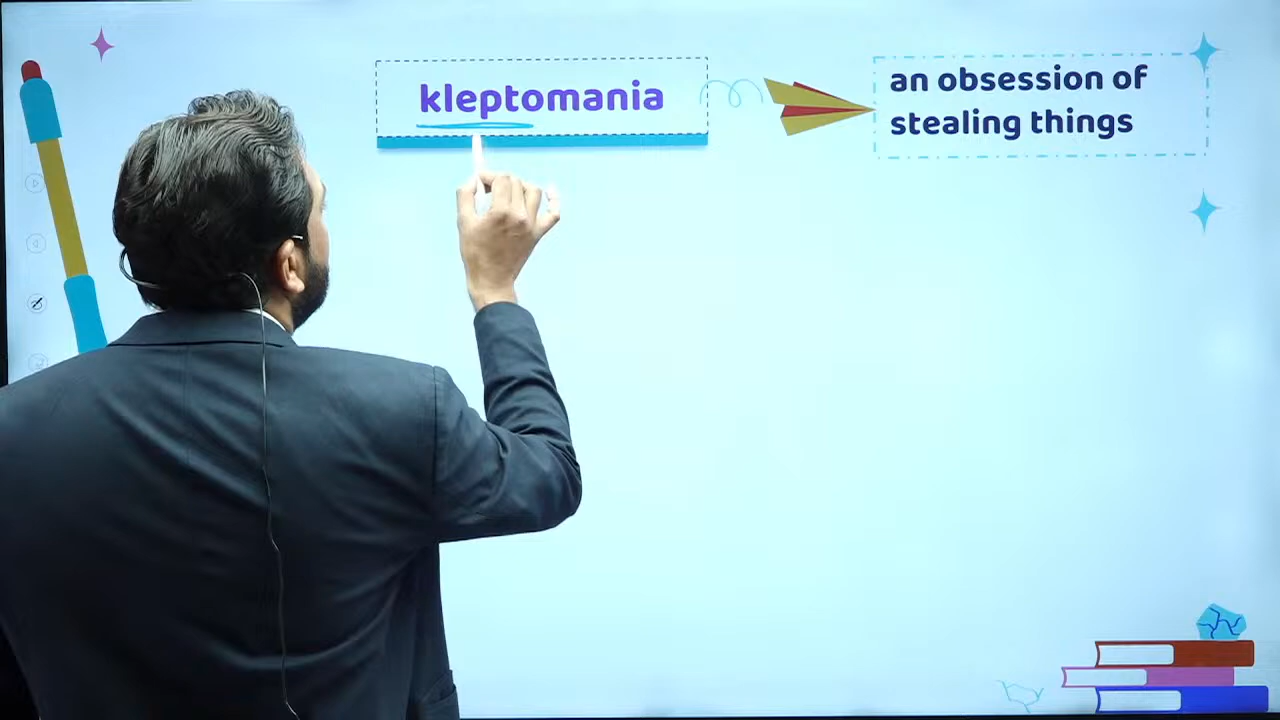 kleptomania
an obsession of
stealing things